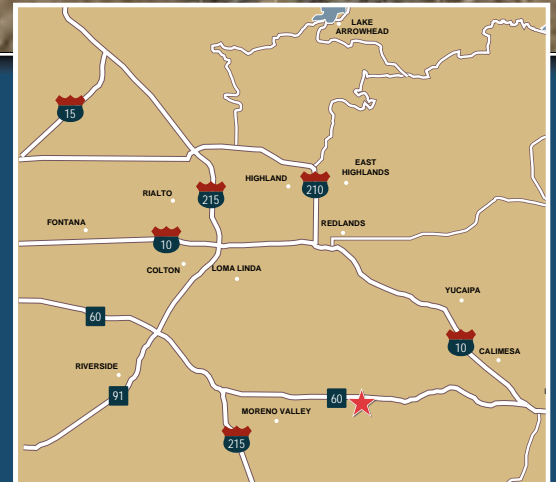 LAKE
ARROWHEAD
15
EAST
HIGHLANDS
HIGHLAND
210
RIALTO
215
FONTANA
REDLANDS
10
COLTON
LOMA LINDA
YUCAIPA
60
10
CALIMESA
RIVERSIDE
91
60
MORENO VALLEY
215